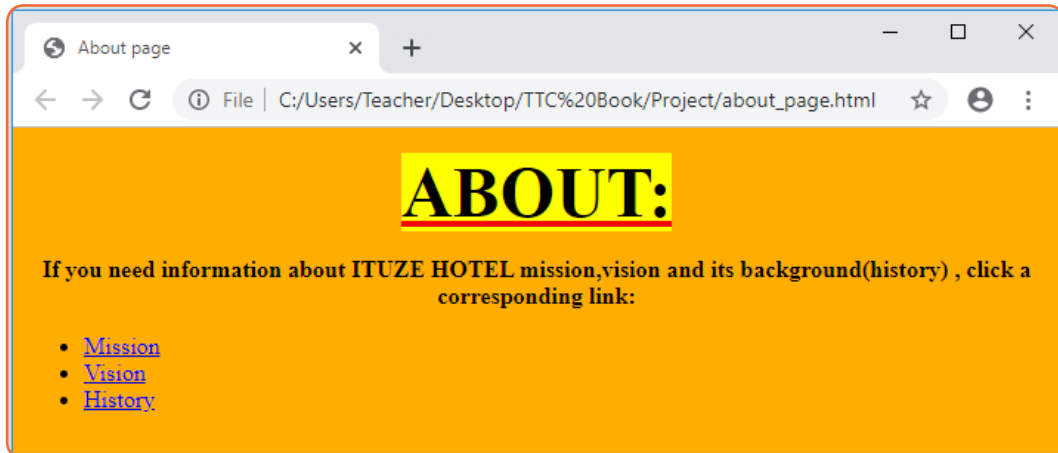 About page
File
C:/Users/Teacher/Desktop/TTC%20Book/Project/about_page.html
ABOUT:
If you need information about ITUZE HOTEL mission,vision and its background(history) , click a
corresponding link:
Mission
Vision
History